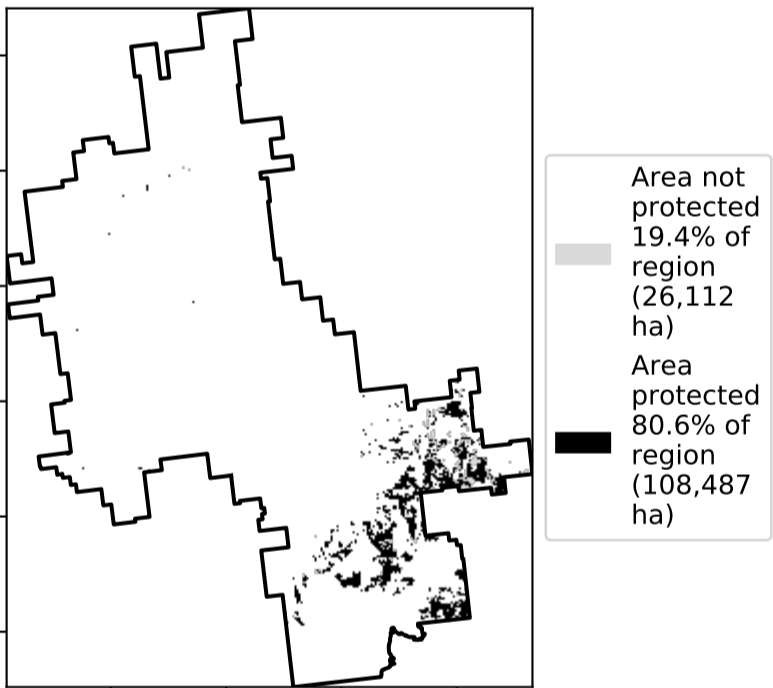 Area not
protected
19.4% of
region
(26,112
ha)
Area
protected
80.6% of
region
(108,487
ha)